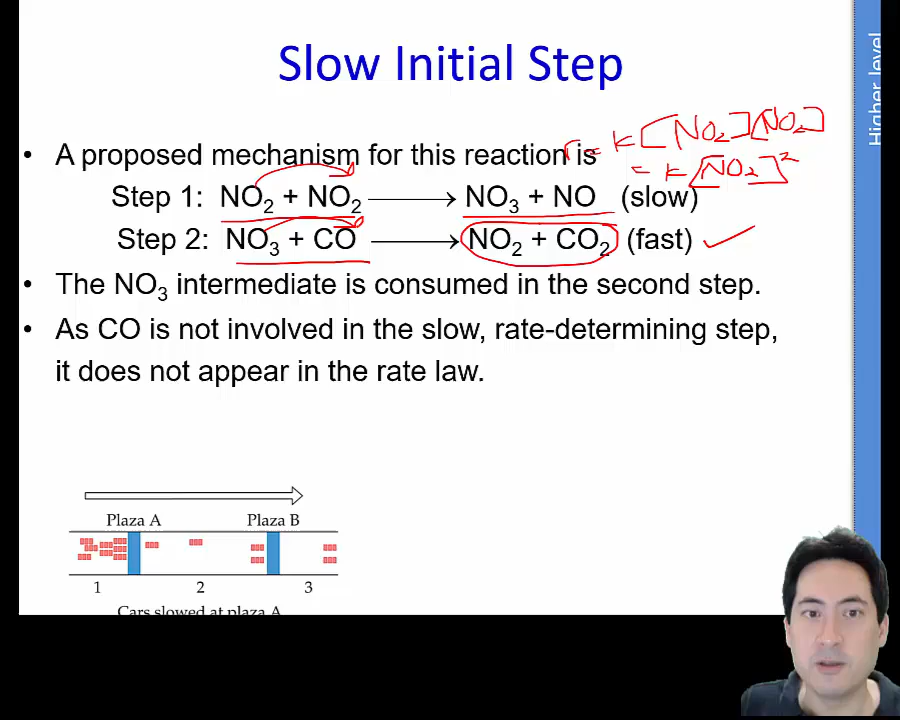 Slow Initial Step
Higher level
• A proposed mechanism for this reaction is
r = k[NO₂][NO₂]
= k[NO₂]²
Step 1: NO₂ + NO₂ ⟶ NO₃ + NO (slow)
Step 2: NO₃ + CO ⟶ NO₂ + CO₂ (fast) ✓
• The NO₃ intermediate is consumed in the second step.
• As CO is not involved in the slow, rate-determining step,
it does not appear in the rate law.
Plaza A Plaza B
1 2 3
Cars slowed at plaza A